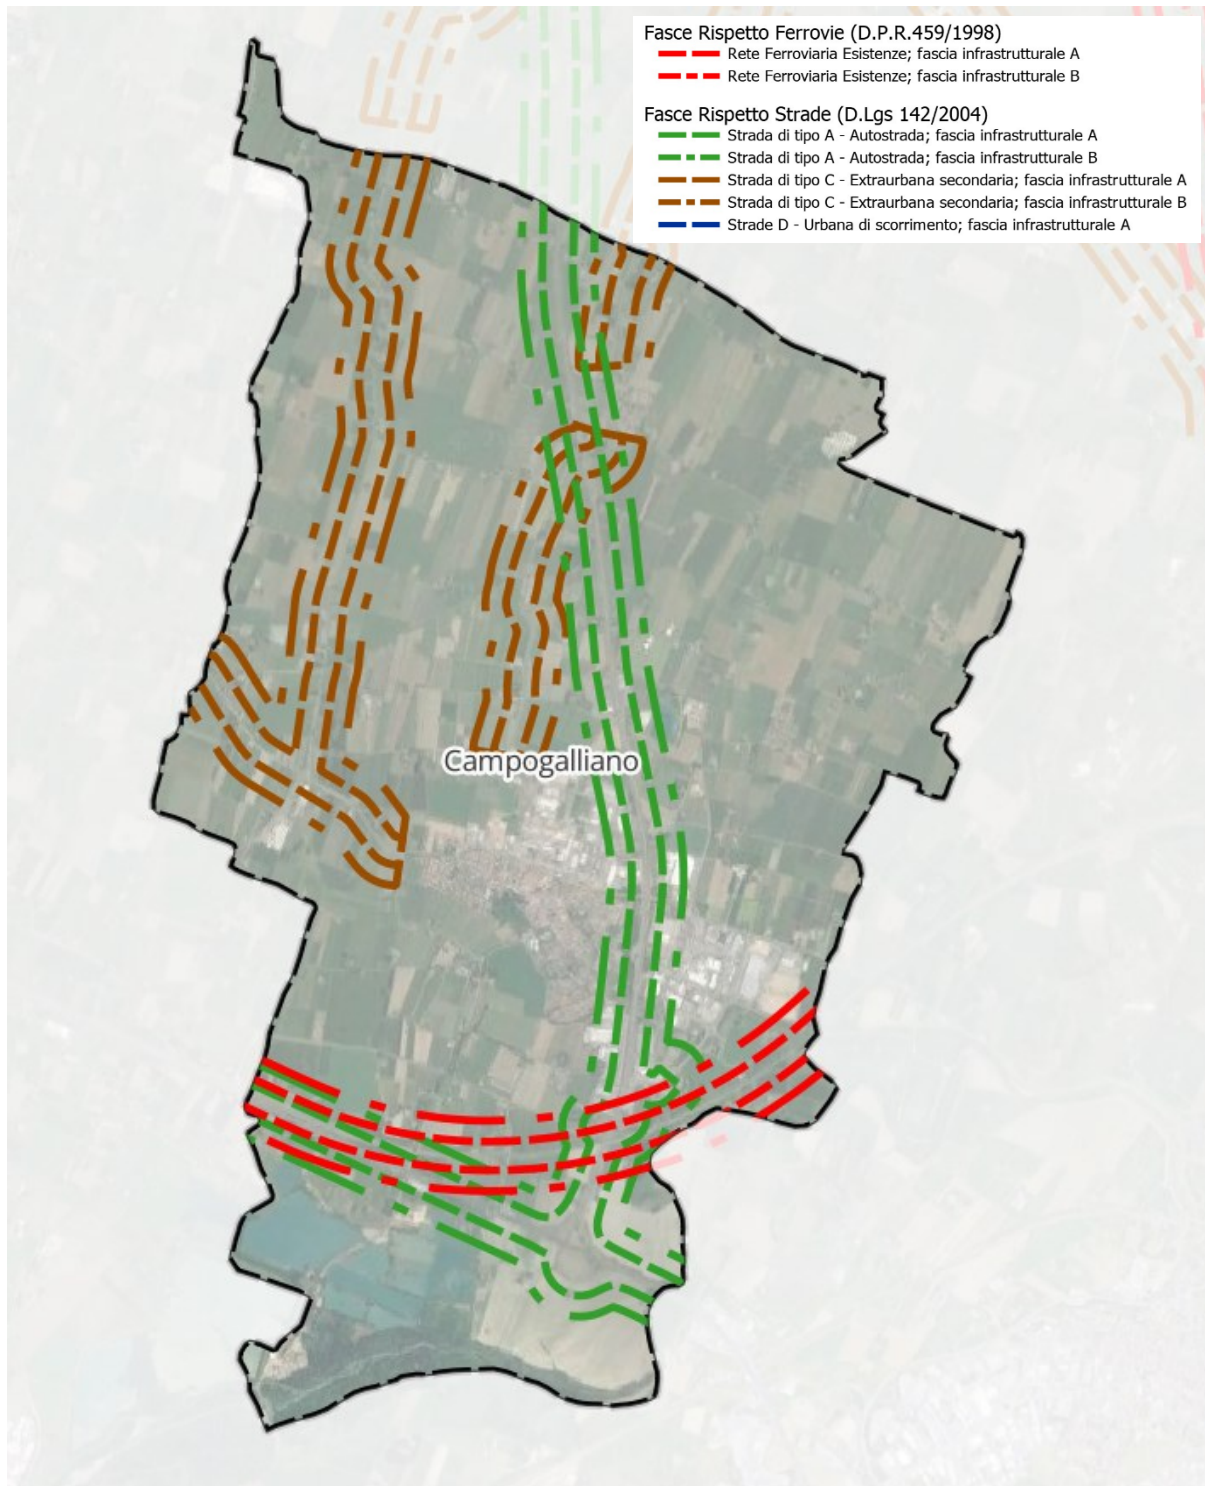 Fasce Rispetto Ferrovie (D.P.R.459/1998)
Rete Ferroviaria Esistenze; fascia infrastrutturale A
Rete Ferroviaria Esistenze; fascia infrastrutturale B
Fasce Rispetto Strade (D.Lgs 142/2004)
Strada di tipo A - Autostrada; fascia infrastrutturale A
Strada di tipo A - Autostrada; fascia infrastrutturale B
Strada di tipo C - Extraurbana secondaria; fascia infrastrutturale A
Strada di tipo C - Extraurbana secondaria; fascia infrastrutturale B
Strade D - Urbana di scorrimento; fascia infrastrutturale A
Campogalliano